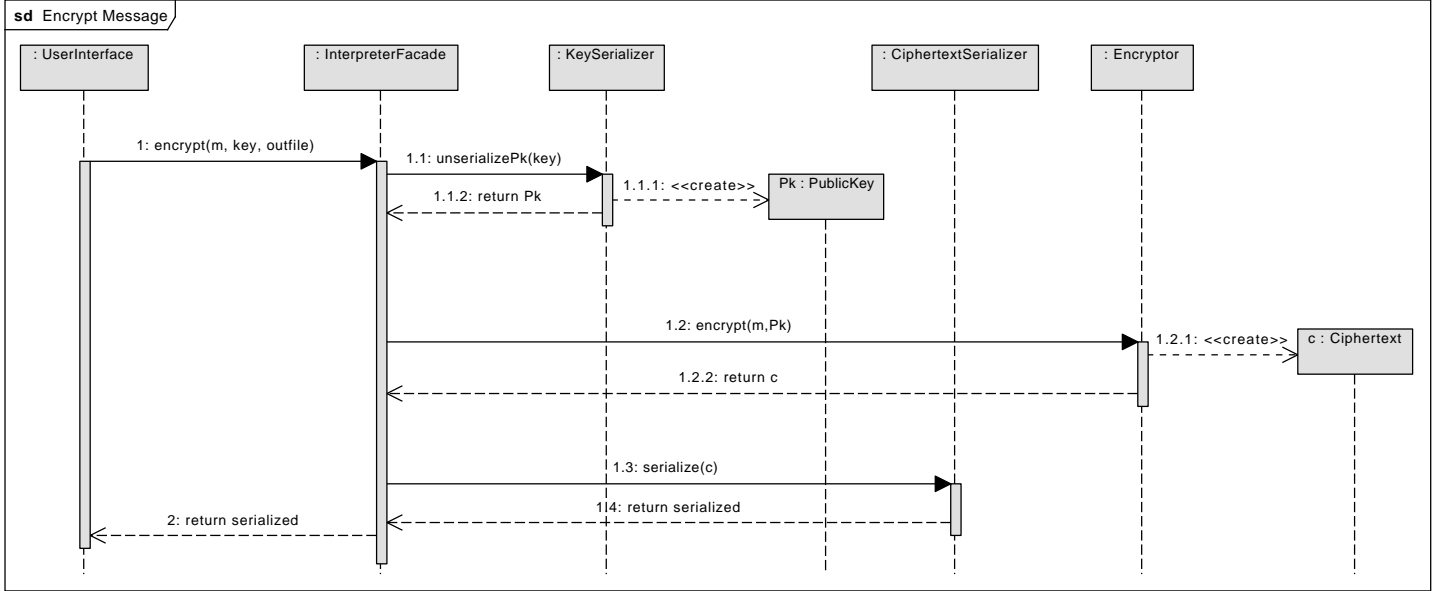 sd Encrypt Message
: UserInterface
: InterpreterFacade
: KeySerializer
: CiphertextSerializer
: Encryptor
1: encrypt(m, key, outfile)
1.1: unserializePk(key)
1.1.1: <<create>>
Pk : PublicKey
1.1.2: return Pk
1.2: encrypt(m,Pk)
1.2.1: <<create>>
c : Ciphertext
1.2.2: return c
1.3: serialize(c)
1.4: return serialized
2: return serialized